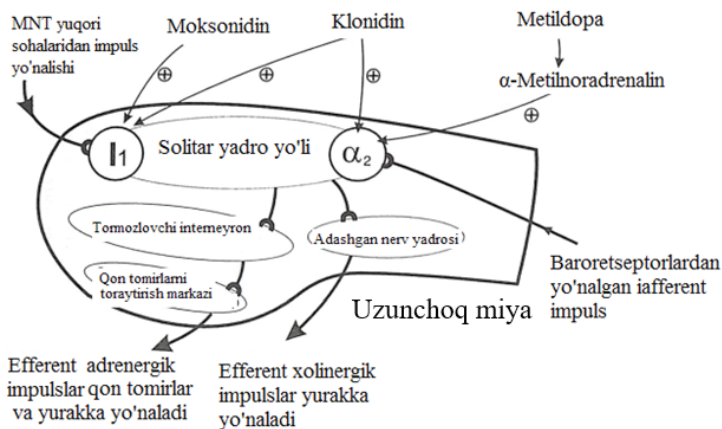 MNT yuqori
sohalaridan impuls
yo'nalishi
Moksonidin
Klonidin
Metildopa
α-Metilnoradrenalin
⊕
⊕
⊕
⊕
I₁
Solitar yadro yo'li
α₂
Tormozlovchi interneyron
Adashgan nerv yadrosi
Qon tomirlarni
toraytirish markazi
Uzunchoq miya
Baroretseptorlardan
yo'nalgan iafferent
impuls
Efferent adrenergik
impulslar qon tomirlar
va yurakka yo'naladi
Efferent xolinergik
impulslar yurakka
yo'naladi